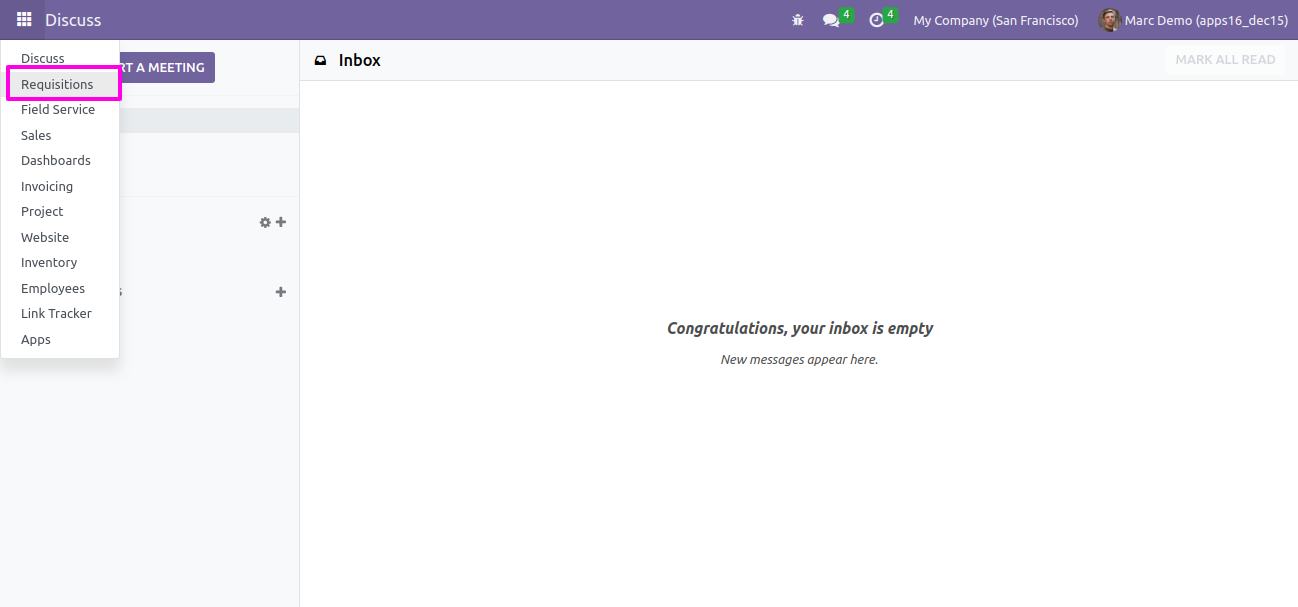 Discuss
4
4
My Company (San Francisco)
Marc Demo (apps16_dec15)
Discuss
Requisitions
Field Service
Sales
Dashboards
Invoicing
Project
Website
Inventory
Employees
Link Tracker
Apps
RT A MEETING
Inbox
MARK ALL READ
Congratulations, your inbox is empty
New messages appear here.